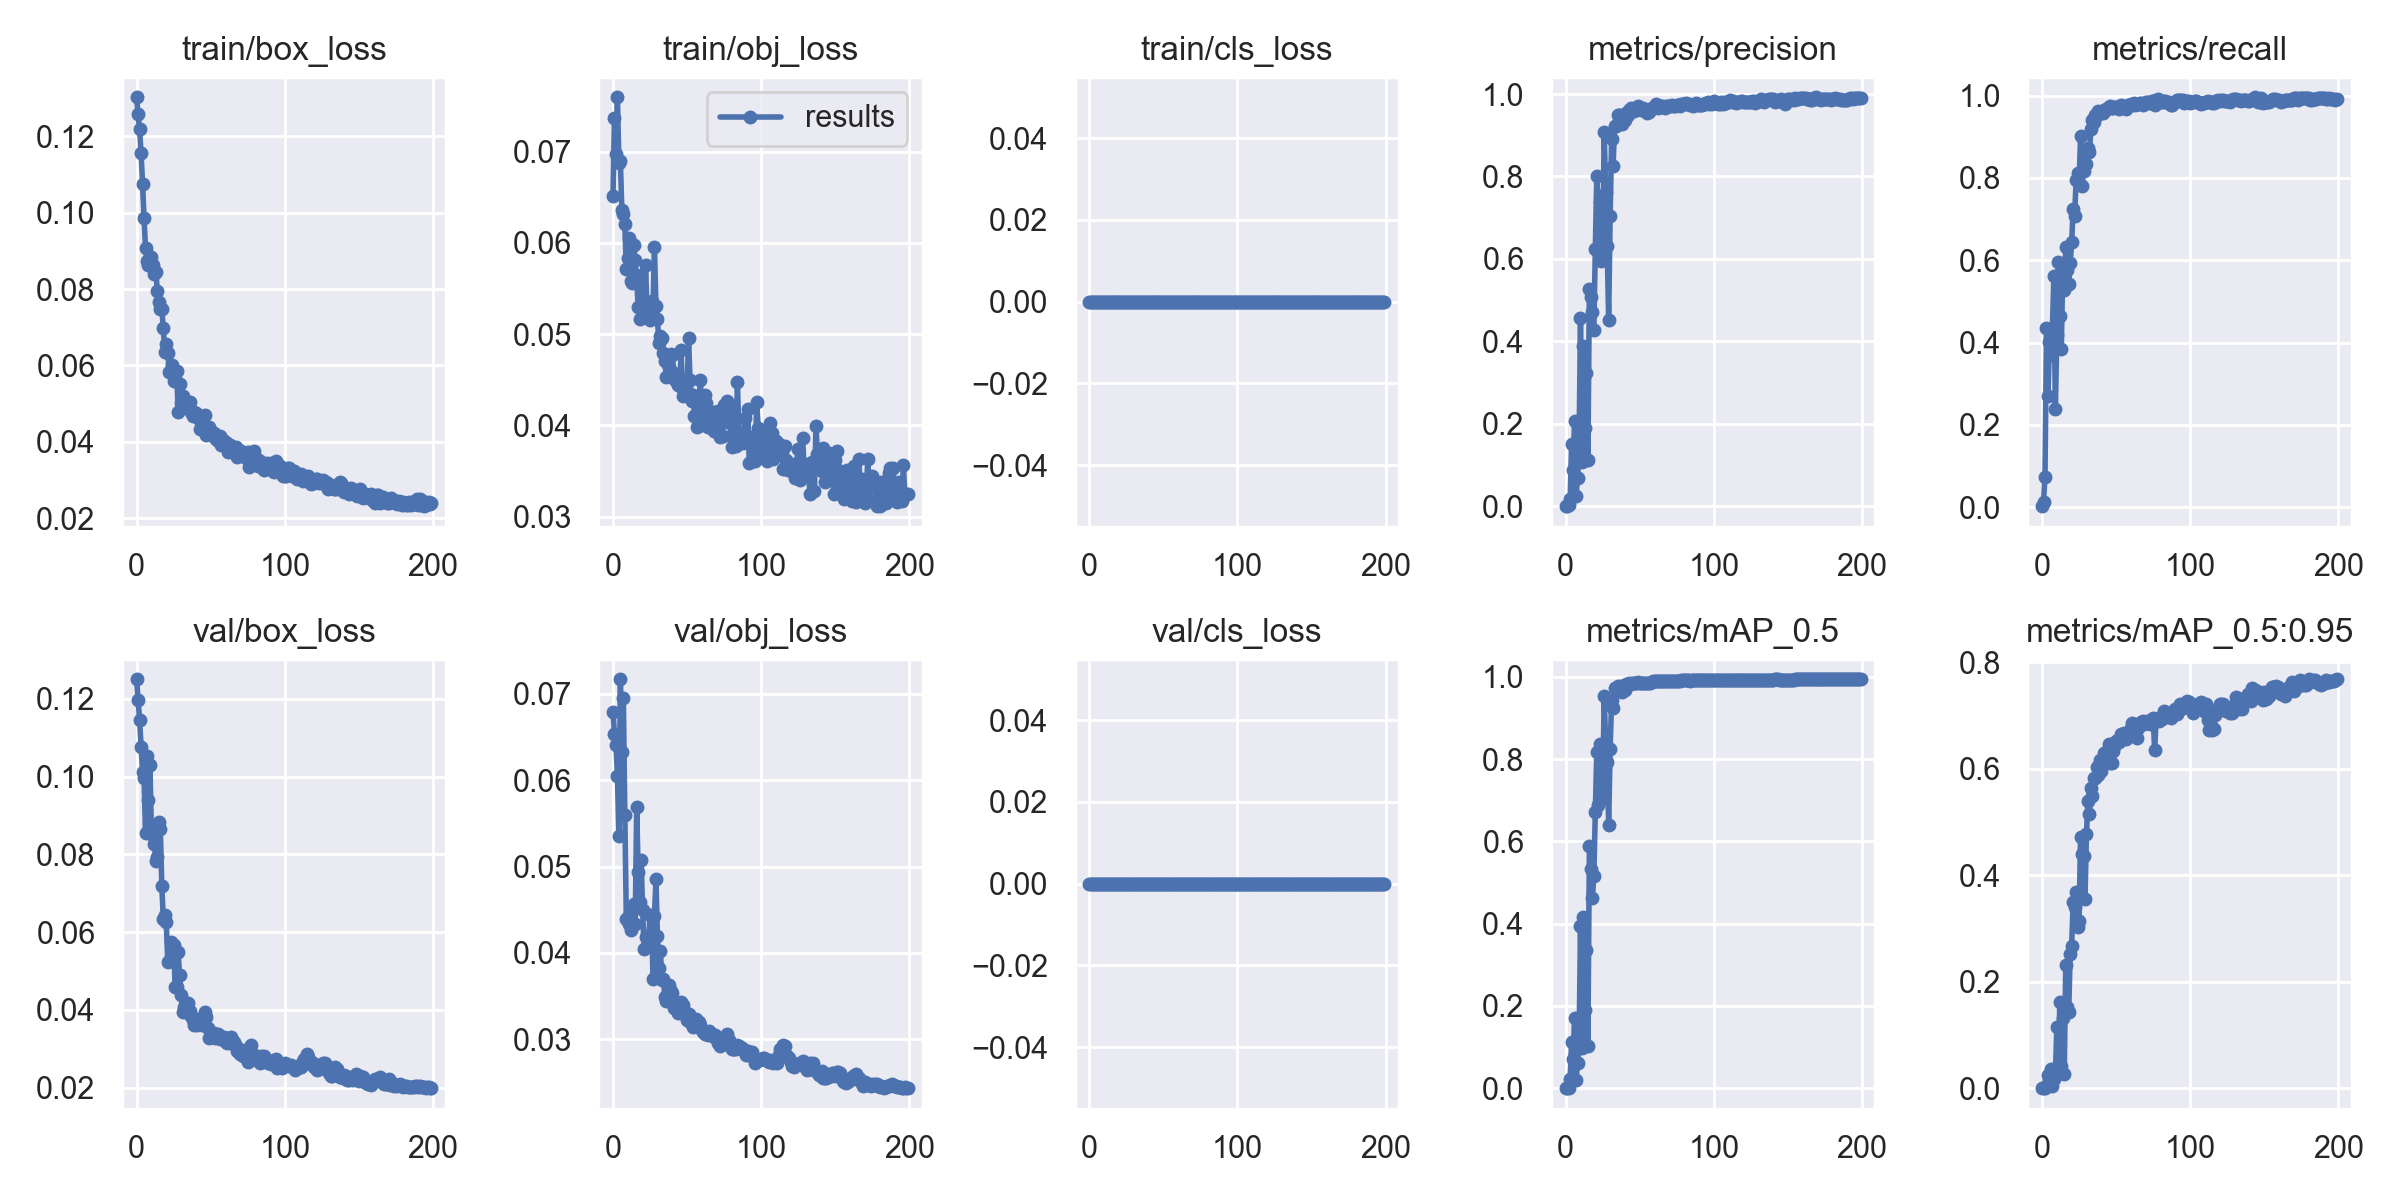 train/box_loss
0.12
0.10
0.08
0.06
0.04
0.02
0 100 200
train/obj_loss
results
0.07
0.06
0.05
0.04
0.03
0 100 200
train/cls_loss
0.04
0.02
0.00
−0.02
−0.04
0 100 200
metrics/precision
1.0
0.8
0.6
0.4
0.2
0.0
0 100 200
metrics/recall
1.0
0.8
0.6
0.4
0.2
0.0
0 100 200
val/box_loss
0.12
0.10
0.08
0.06
0.04
0.02
0 100 200
val/obj_loss
0.07
0.06
0.05
0.04
0.03
0 100 200
val/cls_loss
0.04
0.02
0.00
−0.02
−0.04
0 100 200
metrics/mAP_0.5
1.0
0.8
0.6
0.4
0.2
0.0
0 100 200
metrics/mAP_0.5:0.95
0.8
0.6
0.4
0.2
0.0
0 100 200